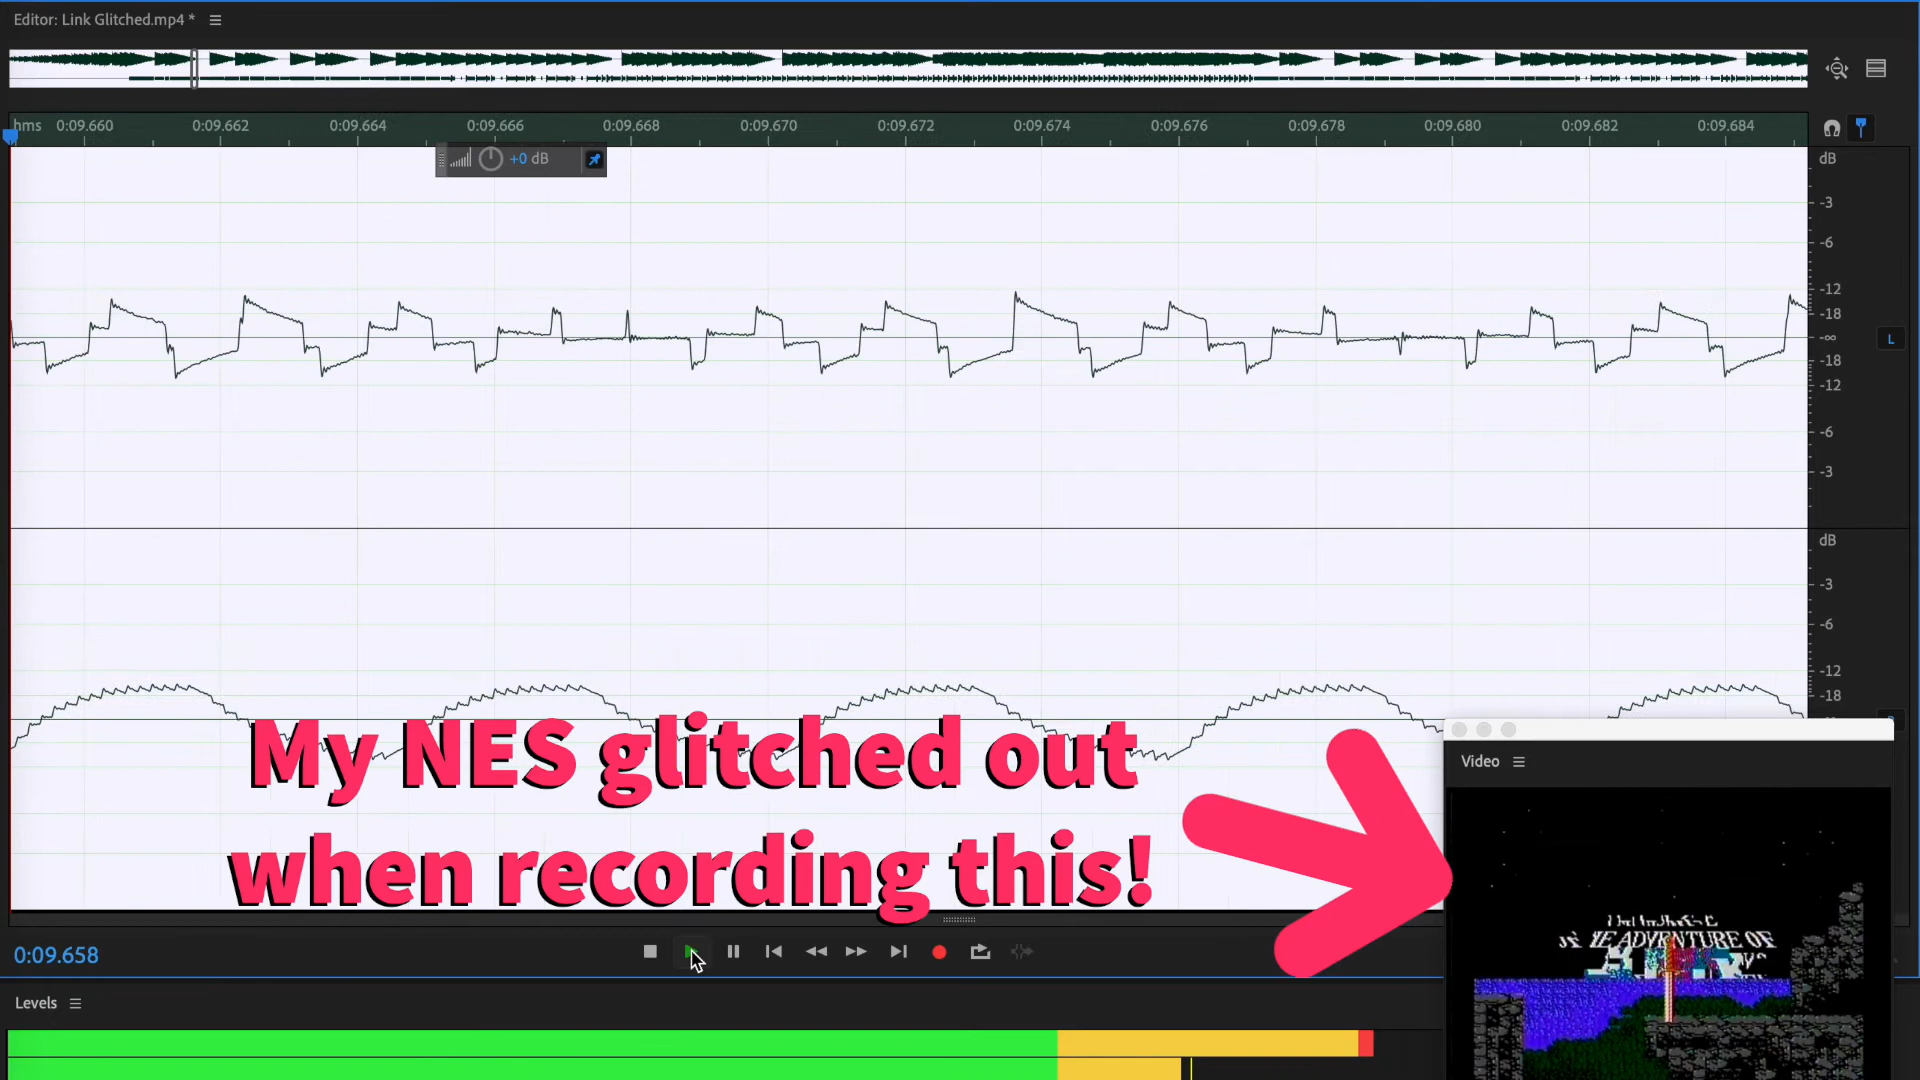 Editor: Link Glitched.mp4 *
hms 0:09.660 0:09.662 0:09.664 0:09.666 0:09.668 0:09.670 0:09.672 0:09.674 0:09.676 0:09.678 0:09.680 0:09.682 0:09.684
+0 dB
dB
-3
-6
-12
-18
-∞
L
-18
-12
-6
-3
dB
-3
-6
-12
-18
My NES glitched out
when recording this!
Video
IE ADVENTURE OF
0:09.658
Levels